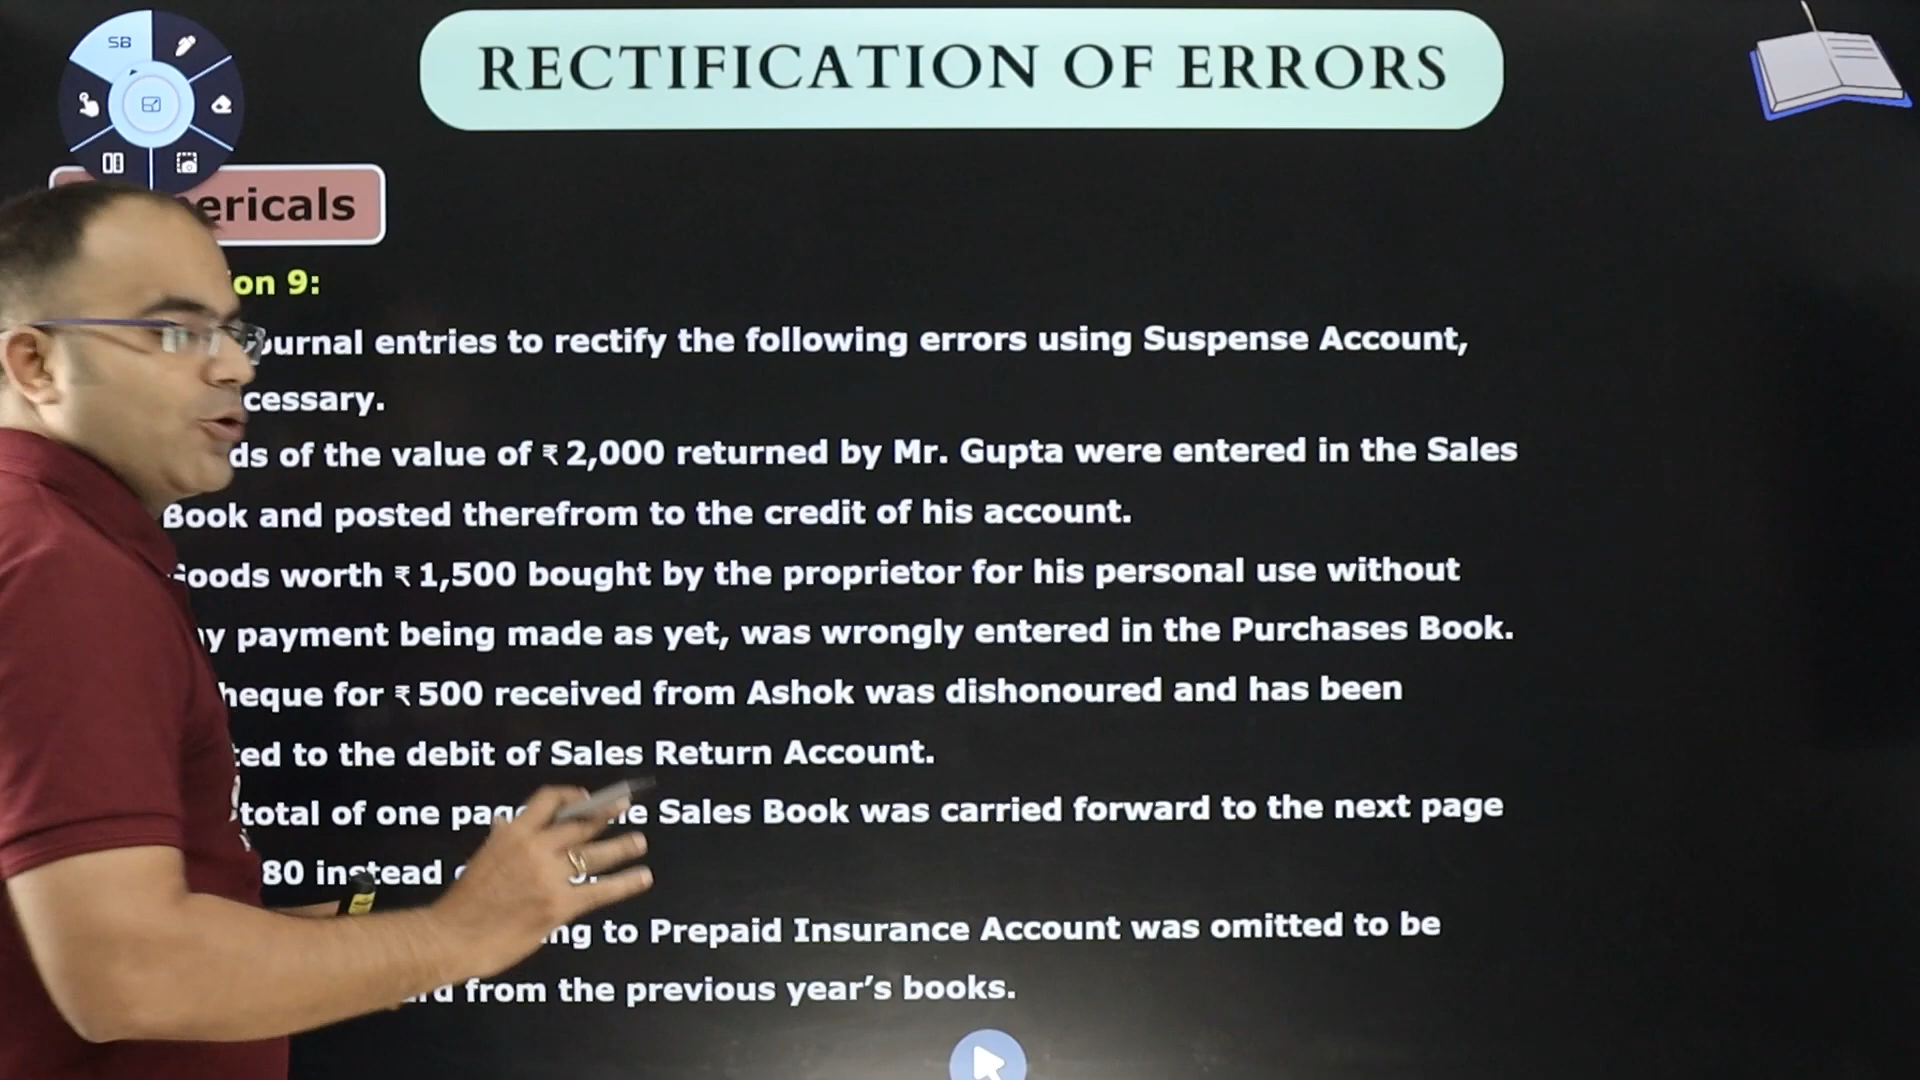 SB
RECTIFICATION OF ERRORS
ericals
on 9:
ournal entries to rectify the following errors using Suspense Account,
cessary.
ds of the value of ₹ 2,000 returned by Mr. Gupta were entered in the Sales
Book and posted therefrom to the credit of his account.
Goods worth ₹ 1,500 bought by the proprietor for his personal use without
y payment being made as yet, was wrongly entered in the Purchases Book.
heque for ₹ 500 received from Ashok was dishonoured and has been
ted to the debit of Sales Return Account.
total of one Sales Book was carried forward to the next page
80 instead
ng to Prepaid Insurance Account was omitted to be
from the previous year's books.